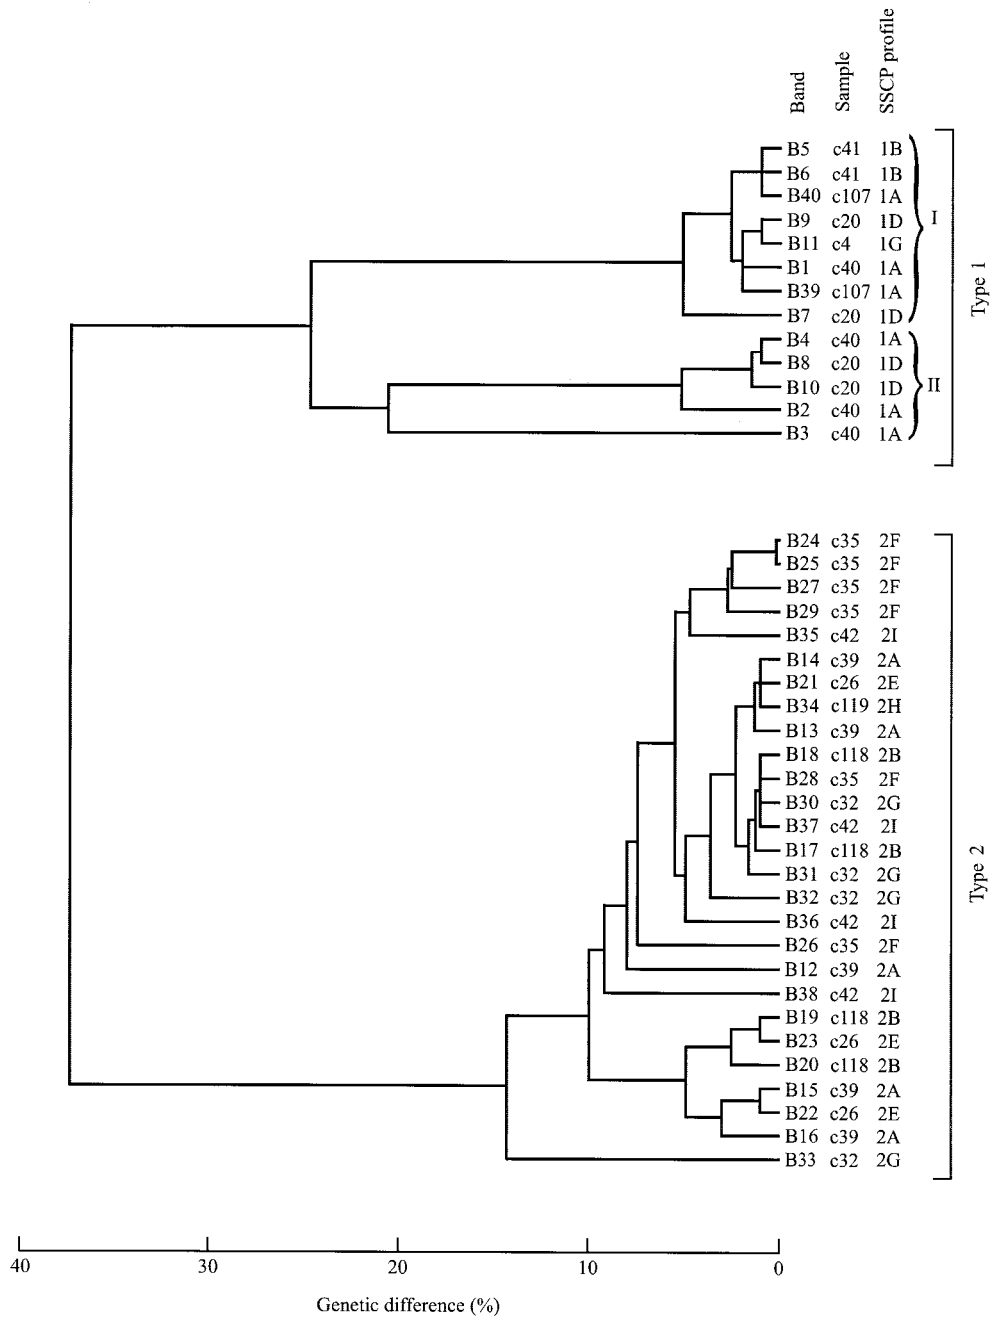 Band Sample SSCP profile
B5 c41 1B
B6 c41 1B
B40 c107 1A
B9 c20 1D
I
B11 c4 1G
B1 c40 1A
B39 c107 1A
B7 c20 1D
Type 1
B4 c40 1A
B8 c20 1D
B10 c20 1D
II
B2 c40 1A
B3 c40 1A
B24 c35 2F
B25 c35 2F
B27 c35 2F
B29 c35 2F
B35 c42 2I
B14 c39 2A
B21 c26 2E
B34 c119 2H
B13 c39 2A
B18 c118 2B
B28 c35 2F
B30 c32 2G
B37 c42 2I
B17 c118 2B
B31 c32 2G
Type 2
B32 c32 2G
B36 c42 2I
B26 c35 2F
B12 c39 2A
B38 c42 2I
B19 c118 2B
B23 c26 2E
B20 c118 2B
B15 c39 2A
B22 c26 2E
B16 c39 2A
B33 c32 2G
40 30 20 10 0
Genetic difference (%)